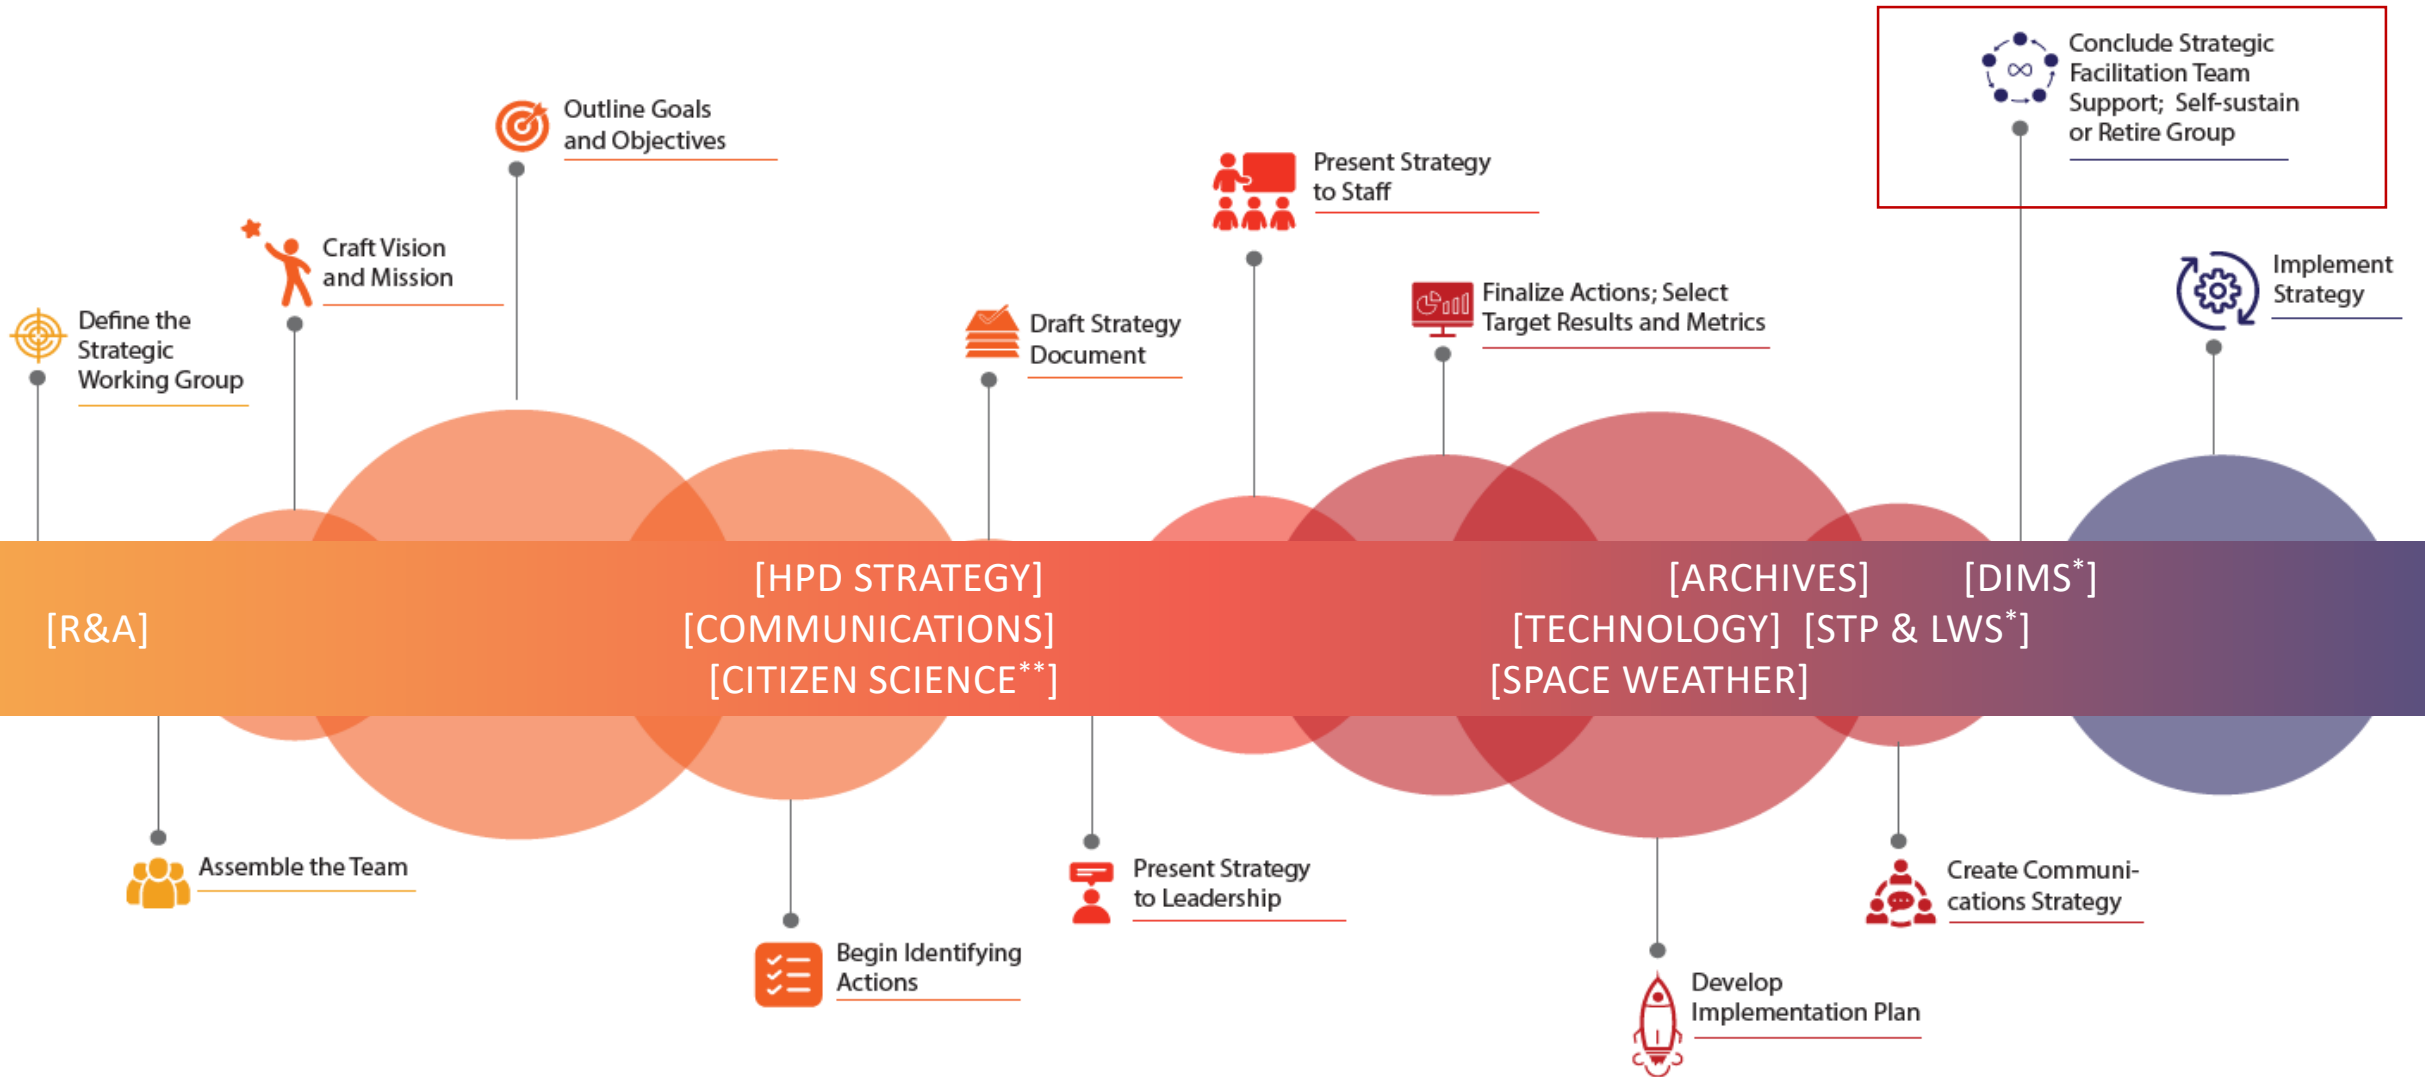 Conclude Strategic
Facilitation Team
Support; Self-sustain
or Retire Group
Outline Goals
and Objectives
Present Strategy
to Staff
Craft Vision
and Mission
Implement
Strategy
Finalize Actions; Select
Target Results and Metrics
Define the
Strategic
Working Group
Draft Strategy
Document
[HPD STRATEGY]
[ARCHIVES]
[DIMS*]
[R&A]
[COMMUNICATIONS]
[TECHNOLOGY]
[STP & LWS*]
[CITIZEN SCIENCE**]
[SPACE WEATHER]
Assemble the Team
Present Strategy
to Leadership
Create Communi-
cations Strategy
Begin Identifying
Actions
Develop
Implementation Plan